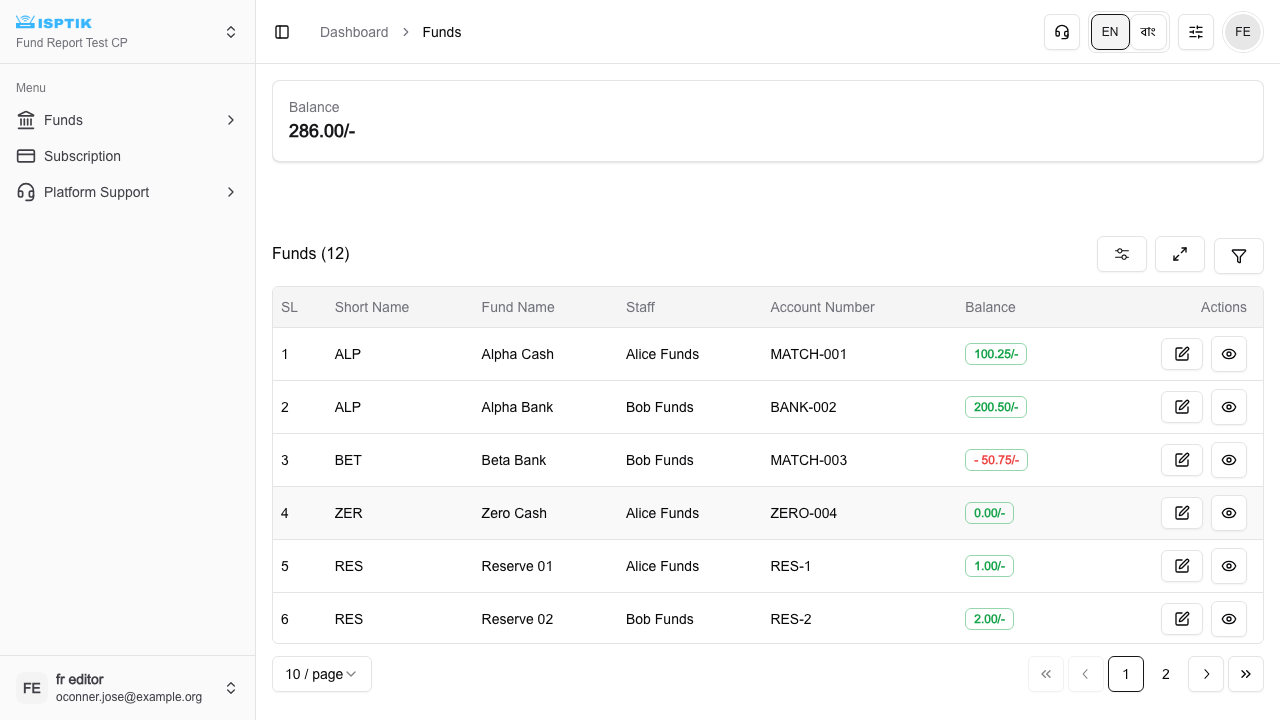 ISPTIK
Fund Report Test CP
Menu
Funds
Subscription
Platform Support
FE
fr editor
oconner.jose@example.org
Dashboard
Funds
EN
বাং
FE
Balance
286.00/-
Funds (12)
SL Short Name Fund Name Staff Account Number Balance Actions
1 ALP Alpha Cash Alice Funds MATCH-001 100.25/-
2 ALP Alpha Bank Bob Funds BANK-002 200.50/-
3 BET Beta Bank Bob Funds MATCH-003 - 50.75/-
4 ZER Zero Cash Alice Funds ZERO-004 0.00/-
5 RES Reserve 01 Alice Funds RES-1 1.00/-
6 RES Reserve 02 Bob Funds RES-2 2.00/-
10 / page
1 2